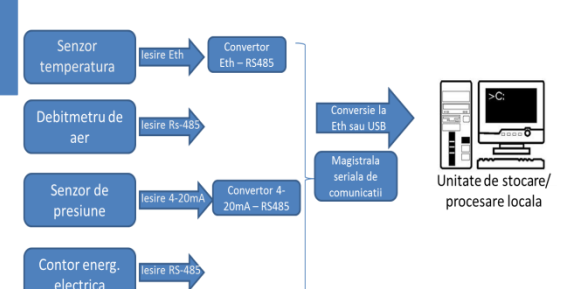 Senzor
temperatura
Iesire Eth
Convertor
Eth – RS485
Debitmetru de
aer
Iesire Rs-485
Conversie la
Eth sau USB
>C:
Magistrala
seriala de
comunicatii
Unitate de stocare/
procesare locala
Senzor de
presiune
Iesire 4-20mA
Convertor 4-
20mA – RS485
Contor energ.
electrica
Iesire RS-485